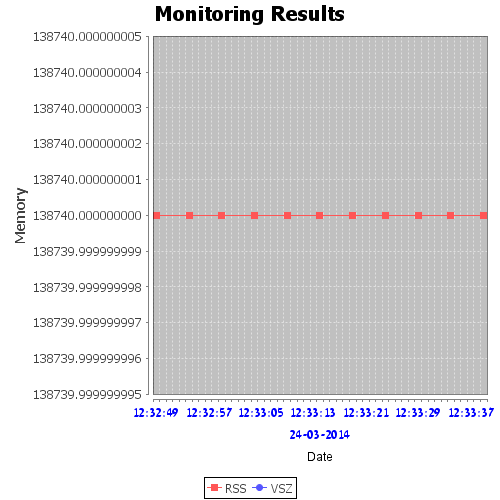 Monitoring Results
138740.000000005
138740.000000004
138740.000000003
138740.000000002
138740.000000001
138740.000000000
138739.999999999
138739.999999998
138739.999999997
138739.999999996
138739.999999995
Memory
12:32:49 12:32:57 12:33:05 12:33:13 12:33:21 12:33:29 12:33:37
24-03-2014
Date
RSS VSZ